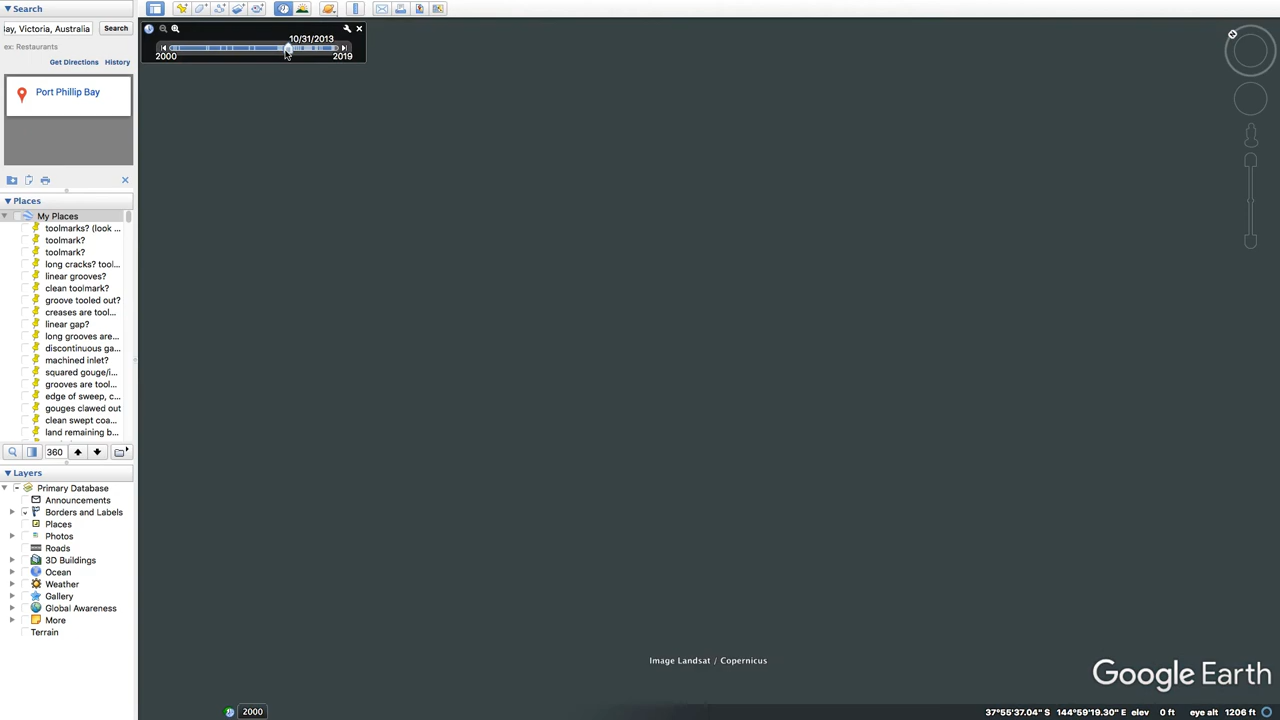 Search
ay, Victoria, Australia
Search
ex: Restaurants
Get Directions
History
Port Phillip Bay
Places
My Places
toolmarks? (look ...
toolmark?
toolmark?
long cracks? tool...
linear grooves?
clean toolmark?
groove tooled out?
creases are tool...
linear gap?
long grooves are...
discontinuous ga...
machined inlet?
squared gouge/i...
grooves are tool...
edge of sweep, c...
gouges clawed out
clean swept coa...
land remaining b...
360
Layers
Primary Database
Announcements
Borders and Labels
Places
Photos
Roads
3D Buildings
Ocean
Weather
Gallery
Global Awareness
More
Terrain
10/31/2013
2000
2019
Image Landsat / Copernicus
Google Earth
2000
37°55'37.04" S 144°59'19.30" E elev 0 ft eye alt 1206 ft